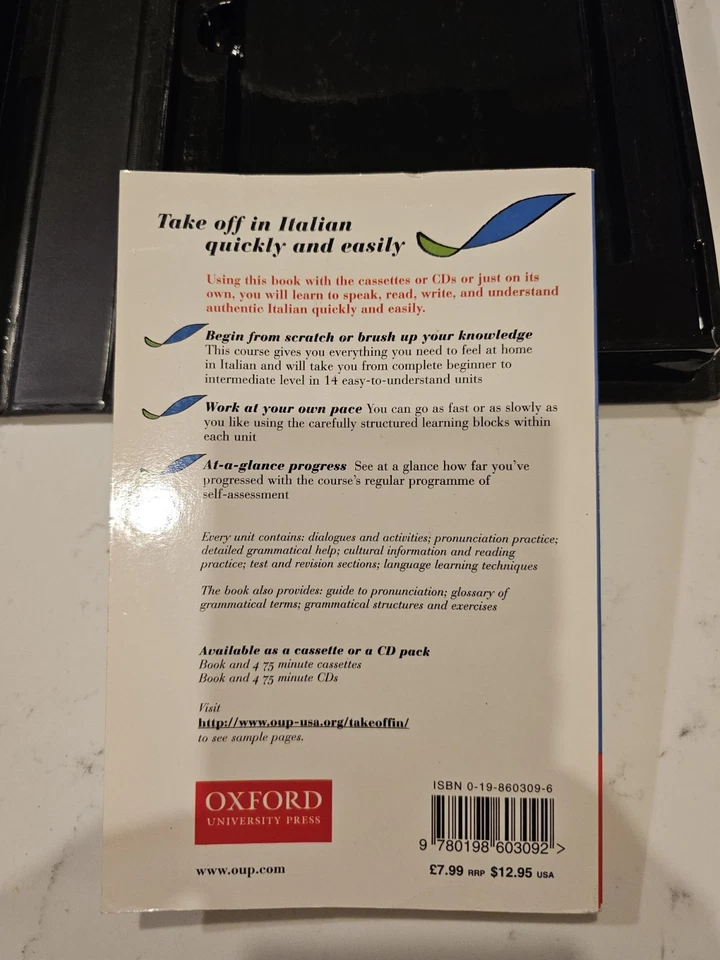 Take off in Italian
quickly and easily
Using this book with the cassettes or CDs or just on its
own, you will learn to speak, read, write, and understand
authentic Italian quickly and easily.
Begin from scratch or brush up your knowledge
This course gives you everything you need to feel at home
in Italian and will take you from complete beginner to
intermediate level in 14 easy-to-understand units
Work at your own pace You can go as fast or as slowly as
you like using the carefully structured learning blocks within
each unit
At-a-glance progress See at a glance how far you've
progressed with the course's regular programme of
self-assessment
Every unit contains: dialogues and activities; pronunciation practice;
detailed grammatical help; cultural information and reading
practice; test and revision sections; language learning techniques
The book also provides: guide to pronunciation; glossary of
grammatical terms; grammatical structures and exercises
Available as a cassette or a CD pack
Book and 4 75 minute cassettes
Book and 4 75 minute CDs
Visit
http://www.oup-usa.org/takeoffin/
to see sample pages.
OXFORD
UNIVERSITY PRESS
www.oup.com
ISBN 0-19-860309-6
9 780198 603092 >
£7.99 RRP $12.95 USA